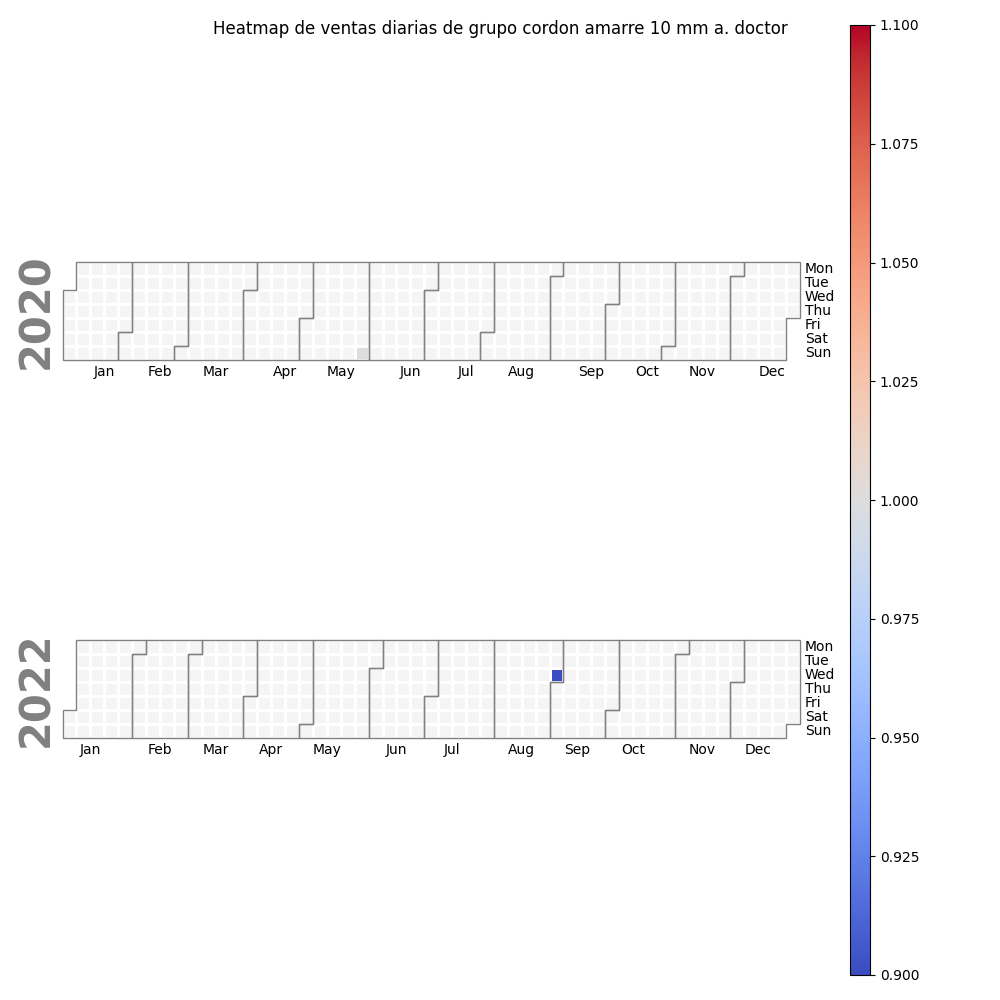 Heatmap de ventas diarias de grupo cordon amarre 10 mm a. doctor
2020
Mon
Tue
Wed
Thu
Fri
Sat
Sun
Jan Feb Mar Apr May Jun Jul Aug Sep Oct Nov Dec
2022
Mon
Tue
Wed
Thu
Fri
Sat
Sun
Jan Feb Mar Apr May Jun Jul Aug Sep Oct Nov Dec
1.100
1.075
1.050
1.025
1.000
0.975
0.950
0.925
0.900